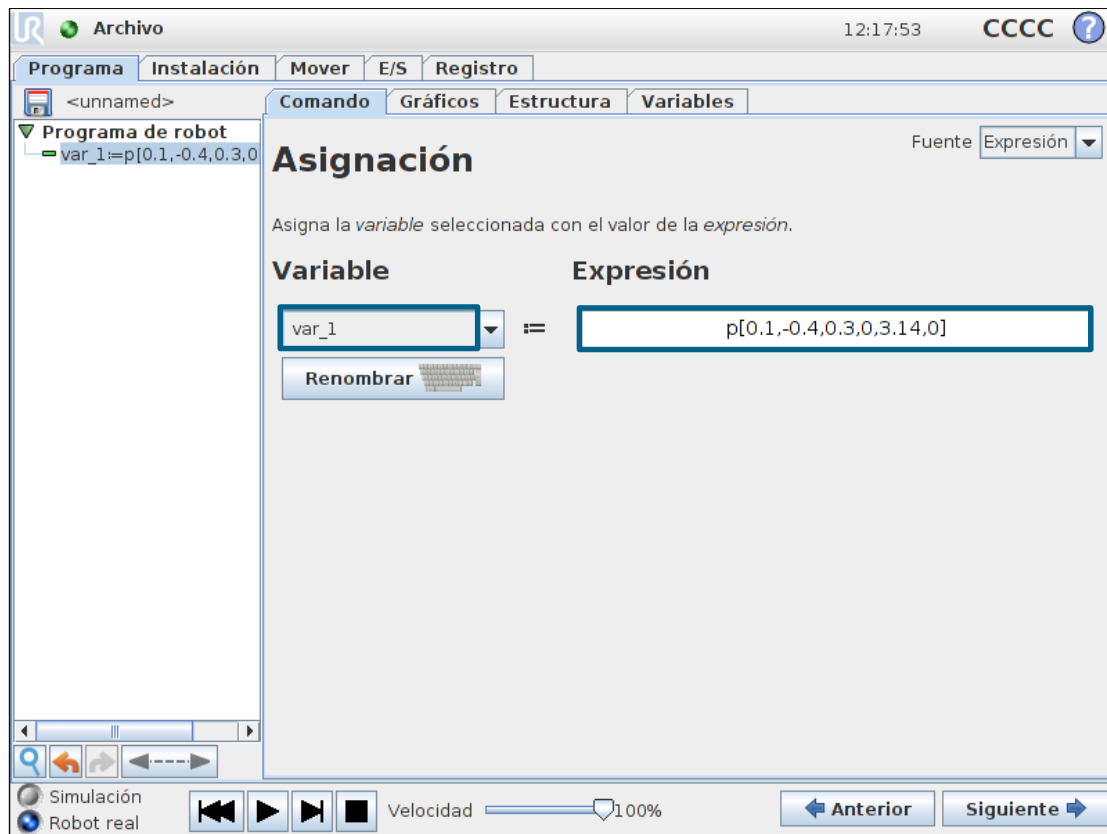 UR Archivo 12:17:53 CCCC ?
Programa Instalación Mover E/S Registro
<unnamed> Comando Gráficos Estructura Variables
Programa de robot
var_1:=p[0.1,-0.4,0.3,0
Fuente Expresión
Asignación
Asigna la variable seleccionada con el valor de la expresión.
Variable Expresión
var_1 := p[0.1,-0.4,0.3,0,3.14,0]
Renombrar
Simulación
Robot real
Velocidad 100% Anterior Siguiente